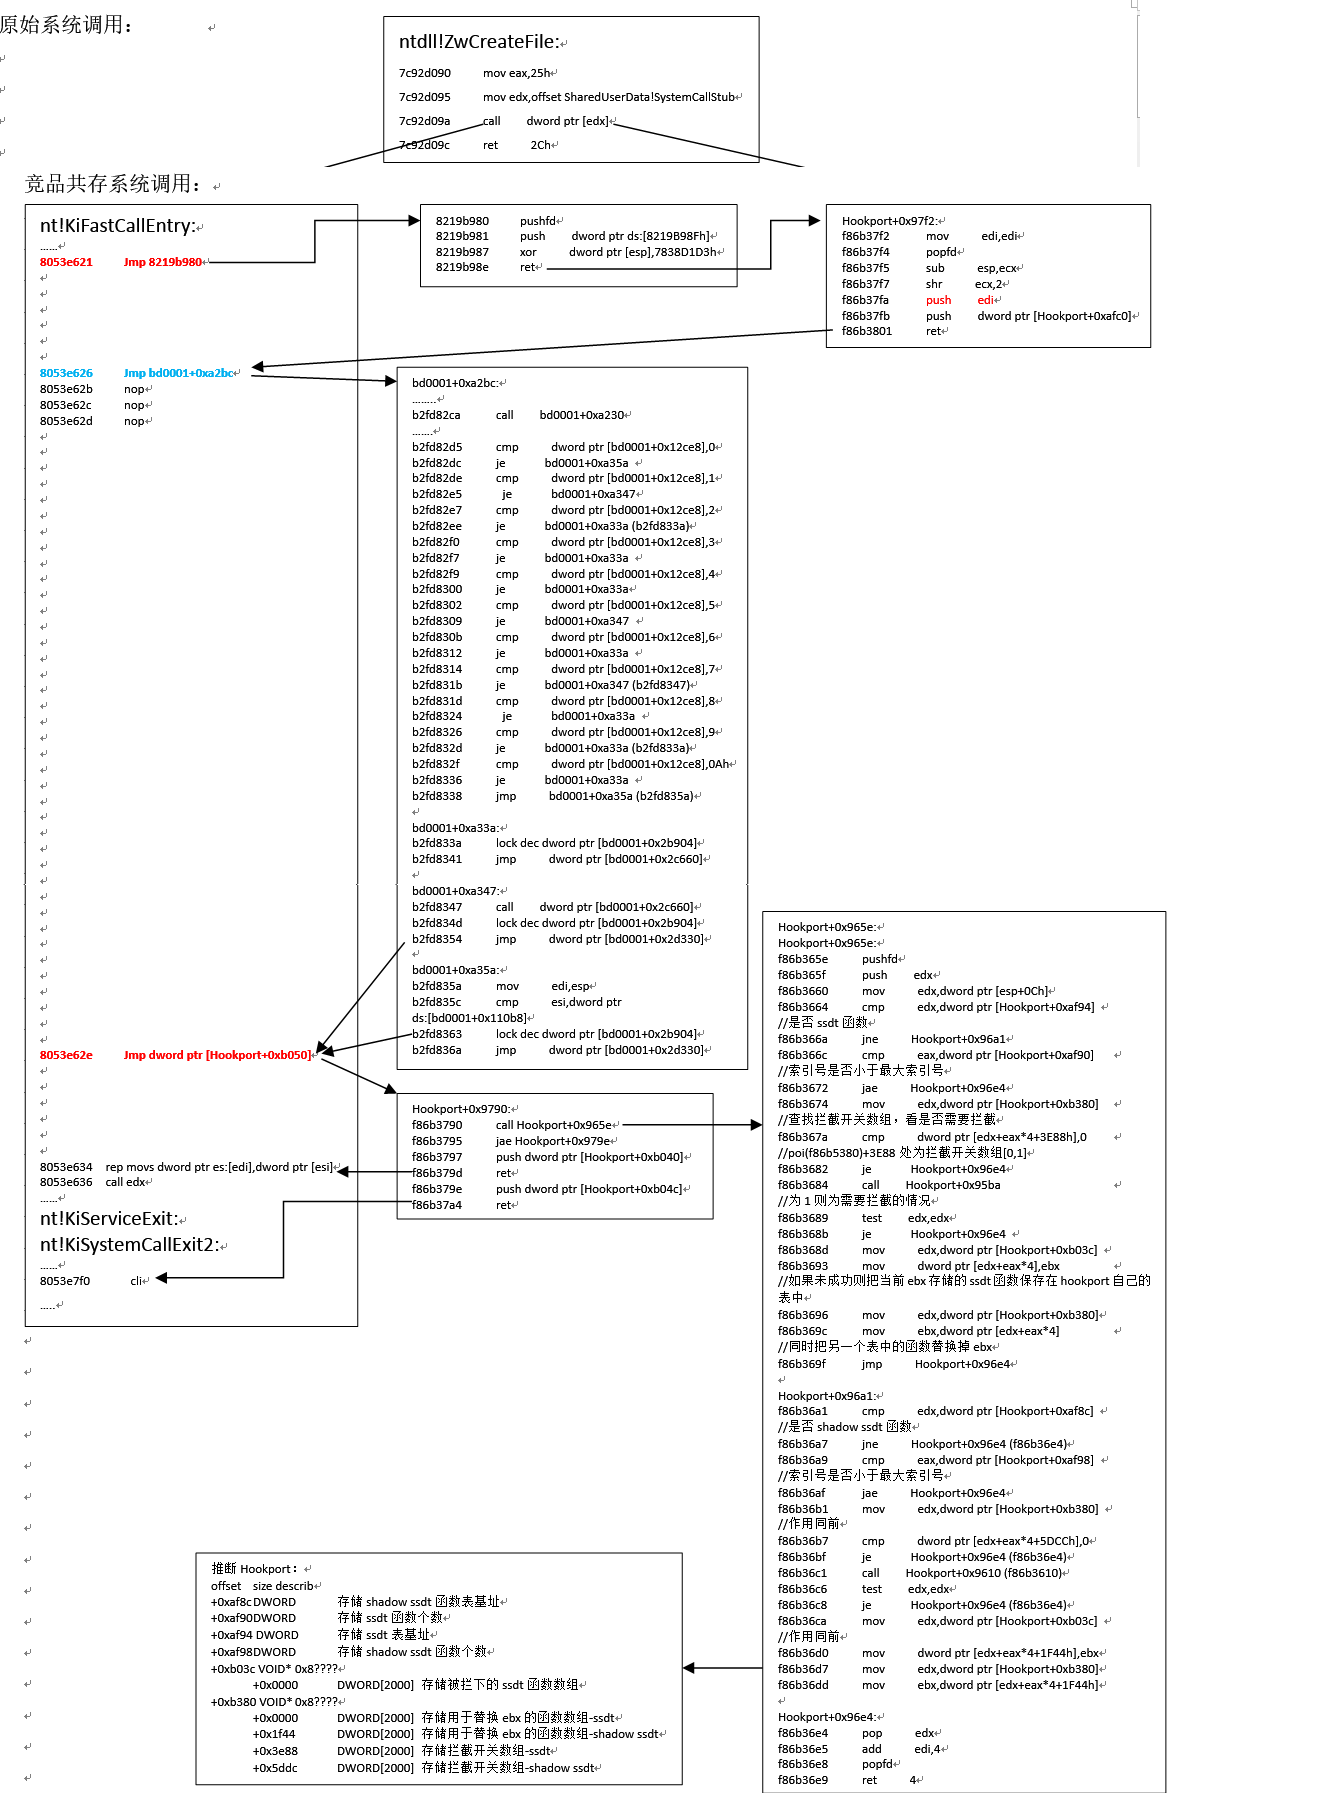 原始系统调用：
ntdll!ZwCreateFile:
7c92d090 mov eax,25h
7c92d095 mov edx,offset SharedUserData!SystemCallStub
7c92d09a call dword ptr [edx]
7c92d09c ret 2Ch
竞品共存系统调用：
nt!KiFastCallEntry:
......
8053e621 Jmp 8219b980
8053e626 Jmp bd0001+0xa2bc
8053e62b nop
8053e62c nop
8053e62d nop
8053e62e Jmp dword ptr [Hookport+0xb050]
8053e634 rep movs dword ptr es:[edi],dword ptr [esi]
8053e636 call edx
......
nt!KiServiceExit:
nt!KiSystemCallExit2:
......
8053e7f0 cli
.....
8219b980 pushfd
8219b981 push dword ptr ds:[8219B98Fh]
8219b987 xor dword ptr [esp],7838D1D3h
8219b98e ret
Hookport+0x97f2:
f86b37f2 mov edi,edi
f86b37f4 popfd
f86b37f5 sub esp,ecx
f86b37f7 shr ecx,2
f86b37fa push edi
f86b37fb push dword ptr [Hookport+0xafc0]
f86b3801 ret
bd0001+0xa2bc:
........
b2fd82ca call bd0001+0xa230
.......
b2fd82d5 cmp dword ptr [bd0001+0x12ce8],0
b2fd82dc je bd0001+0xa35a
b2fd82de cmp dword ptr [bd0001+0x12ce8],1
b2fd82e5 je bd0001+0xa347
b2fd82e7 cmp dword ptr [bd0001+0x12ce8],2
b2fd82ee je bd0001+0xa33a (b2fd833a)
b2fd82f0 cmp dword ptr [bd0001+0x12ce8],3
b2fd82f7 je bd0001+0xa33a
b2fd82f9 cmp dword ptr [bd0001+0x12ce8],4
b2fd8300 je bd0001+0xa33a
b2fd8302 cmp dword ptr [bd0001+0x12ce8],5
b2fd8309 je bd0001+0xa347
b2fd830b cmp dword ptr [bd0001+0x12ce8],6
b2fd8312 je bd0001+0xa33a
b2fd8314 cmp dword ptr [bd0001+0x12ce8],7
b2fd831b je bd0001+0xa347 (b2fd8347)
b2fd831d cmp dword ptr [bd0001+0x12ce8],8
b2fd8324 je bd0001+0xa33a
b2fd8326 cmp dword ptr [bd0001+0x12ce8],9
b2fd832d je bd0001+0xa33a (b2fd833a)
b2fd832f cmp dword ptr [bd0001+0x12ce8],0Ah
b2fd8336 je bd0001+0xa33a
b2fd8338 jmp bd0001+0xa35a (b2fd835a)
bd0001+0xa33a:
b2fd833a lock dec dword ptr [bd0001+0x2b904]
b2fd8341 jmp dword ptr [bd0001+0x2c660]
bd0001+0xa347:
b2fd8347 call dword ptr [bd0001+0x2c660]
b2fd834d lock dec dword ptr [bd0001+0x2b904]
b2fd8354 jmp dword ptr [bd0001+0x2d330]
bd0001+0xa35a:
b2fd835a mov edi,esp
b2fd835c cmp esi,dword ptr
ds:[bd0001+0x110b8]
b2fd8363 lock dec dword ptr [bd0001+0x2b904]
b2fd836a jmp dword ptr [bd0001+0x2d330]
Hookport+0x9790:
f86b3790 call Hookport+0x965e
f86b3795 jae Hookport+0x979e
f86b3797 push dword ptr [Hookport+0xb040]
f86b379d ret
f86b379e push dword ptr [Hookport+0xb04c]
f86b37a4 ret
Hookport+0x965e:
Hookport+0x965e:
f86b365e pushfd
f86b365f push edx
f86b3660 mov edx,dword ptr [esp+0Ch]
f86b3664 cmp edx,dword ptr [Hookport+0xaf94]
//是否 ssdt 函数
f86b366a jne Hookport+0x96a1
f86b366c cmp eax,dword ptr [Hookport+0xaf90]
//索引号是否小于最大索引号
f86b3672 jae Hookport+0x96e4
f86b3674 mov edx,dword ptr [Hookport+0xb380]
//查找拦截开关数组，看是否需要拦截
f86b367a cmp dword ptr [edx+eax*4+3E88h],0
//poi(f86b5380)+3E88 处为拦截开关数组[0,1]
f86b3682 je Hookport+0x96e4
f86b3684 call Hookport+0x95ba
//为 1 则为需要拦截的情况
f86b3689 test edx,edx
f86b368b je Hookport+0x96e4
f86b368d mov edx,dword ptr [Hookport+0xb03c]
f86b3693 mov dword ptr [edx+eax*4],ebx
//如果未成功则把当前 ebx 存储的 ssdt 函数保存在 hookport 自己的
表中
f86b3696 mov edx,dword ptr [Hookport+0xb380]
f86b369c mov ebx,dword ptr [edx+eax*4]
//同时把另一个表中的函数替换掉 ebx
f86b369f jmp Hookport+0x96e4
Hookport+0x96a1:
f86b36a1 cmp edx,dword ptr [Hookport+0xaf8c]
//是否 shadow ssdt 函数
f86b36a7 jne Hookport+0x96e4 (f86b36e4)
f86b36a9 cmp eax,dword ptr [Hookport+0xaf98]
//索引号是否小于最大索引号
f86b36af jae Hookport+0x96e4
f86b36b1 mov edx,dword ptr [Hookport+0xb380]
//作用同前
f86b36b7 cmp dword ptr [edx+eax*4+5DCCh],0
f86b36bf je Hookport+0x96e4 (f86b36e4)
f86b36c1 call Hookport+0x9610 (f86b3610)
f86b36c6 test edx,edx
f86b36c8 je Hookport+0x96e4 (f86b36e4)
f86b36ca mov edx,dword ptr [Hookport+0xb03c]
//作用同前
f86b36d0 mov dword ptr [edx+eax*4+1F44h],ebx
f86b36d7 mov edx,dword ptr [Hookport+0xb380]
f86b36dd mov ebx,dword ptr [edx+eax*4+1F44h]
Hookport+0x96e4:
f86b36e4 pop edx
f86b36e5 add edi,4
f86b36e8 popfd
f86b36e9 ret 4
推断 Hookport：
offset size describ
+0xaf8c DWORD 存储 shadow ssdt 函数表基址
+0xaf90DWORD 存储 ssdt 函数个数
+0xaf94 DWORD 存储 ssdt 表基址
+0xaf98DWORD 存储 shadow ssdt 函数个数
+0xb03c VOID* 0x8????
+0x0000 DWORD[2000] 存储被拦下的 ssdt 函数数组
+0xb380 VOID* 0x8????
+0x0000 DWORD[2000] 存储用于替换 ebx 的函数数组-ssdt
+0x1f44 DWORD[2000] 存储用于替换 ebx 的函数数组-shadow ssdt
+0x3e88 DWORD[2000] 存储拦截开关数组-ssdt
+0x5ddc DWORD[2000] 存储拦截开关数组-shadow ssdt